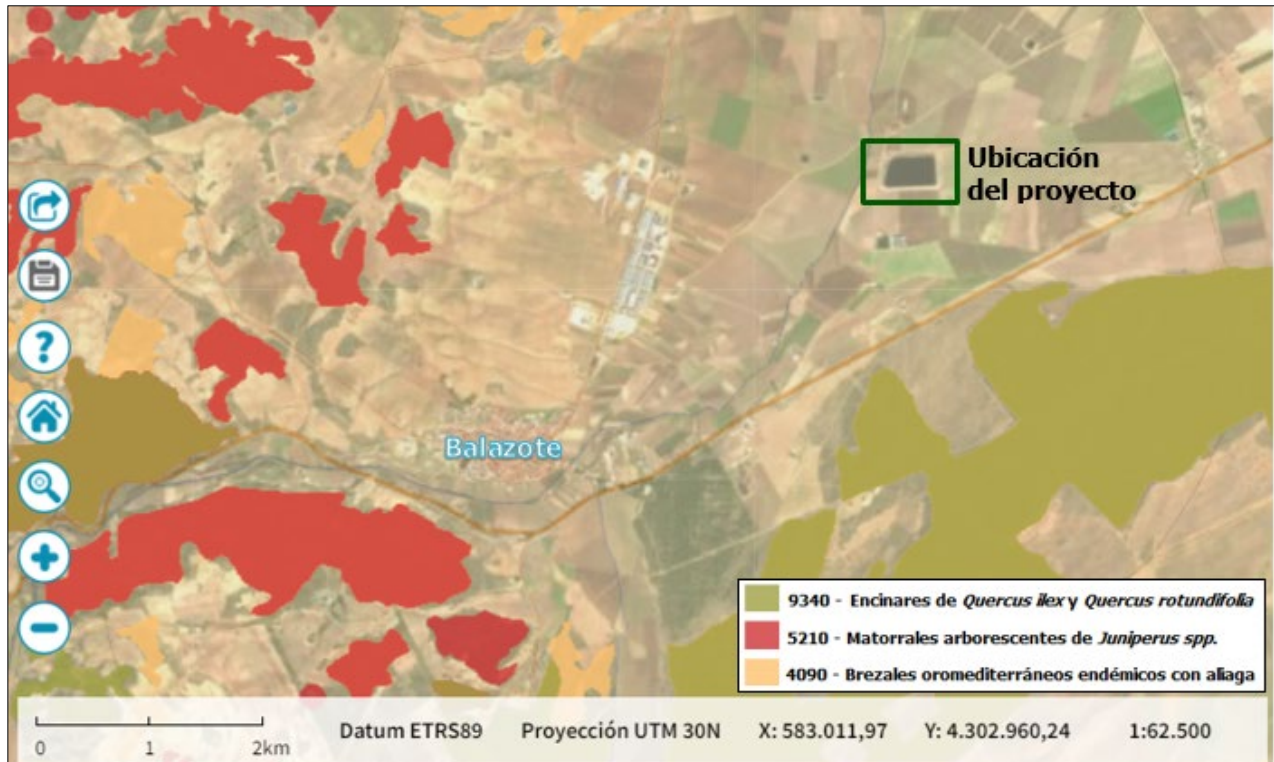 Ubicación
del proyecto
?
Balazote
9340 - Encinares de Quercus ilex y Quercus rotundifolia
5210 - Matorrales arborescentes de Juniperus spp.
4090 - Brezales oromediterráneos endémicos con aliaga
0 1 2km Datum ETRS89 Proyección UTM 30N X: 583.011,97 Y: 4.302.960,24 1:62.500